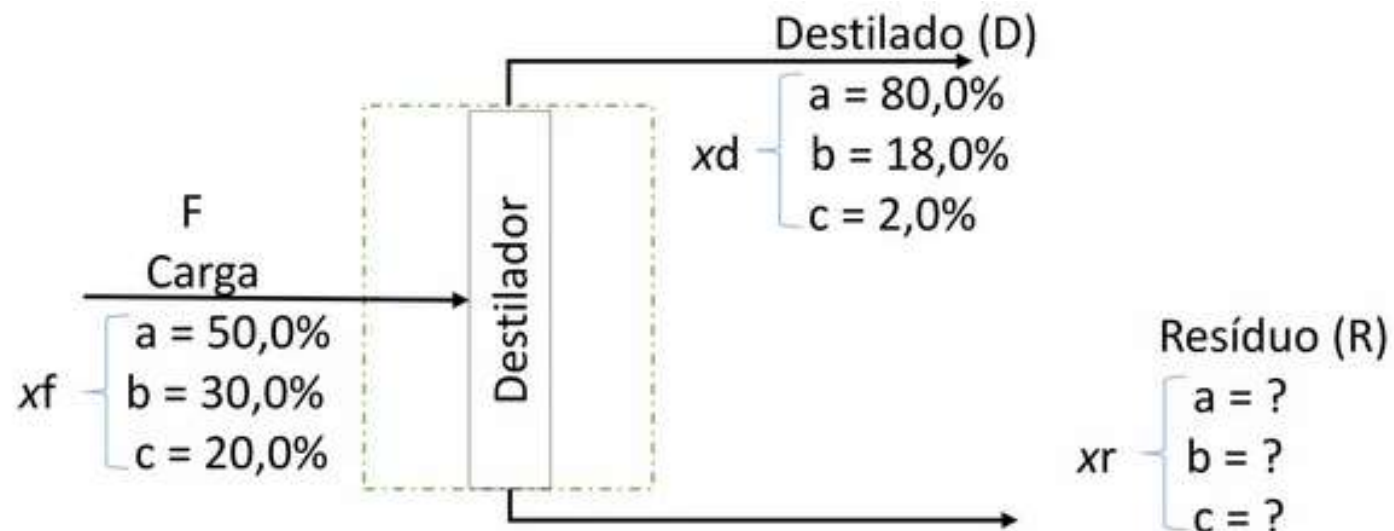 Destilado (D)
a = 80,0%
xd
b = 18,0%
c = 2,0%
F
Carga
a = 50,0%
xf
b = 30,0%
c = 20,0%
Destilador
Resíduo (R)
a = ?
xr
b = ?
c = ?